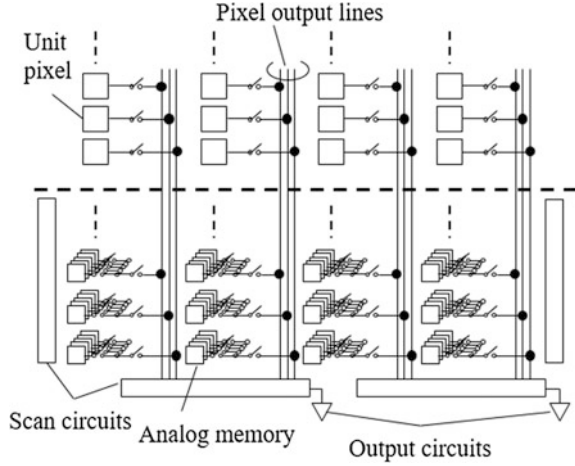 Pixel output lines
Unit
pixel
Scan circuits
Analog memory
Output circuits